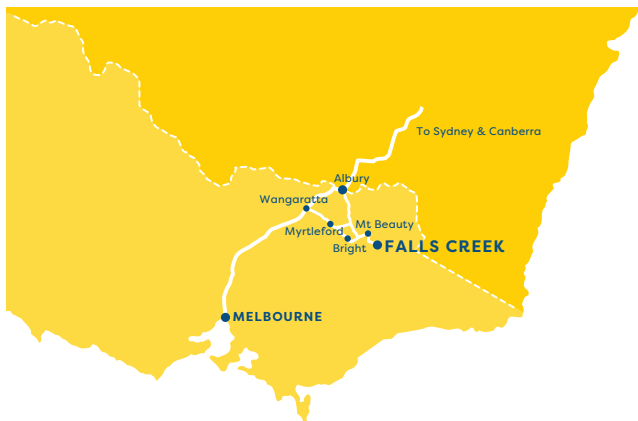 To Sydney & Canberra
Albury
Wangaratta
Mt Beauty
Myrtleford
Bright
FALLS CREEK
MELBOURNE